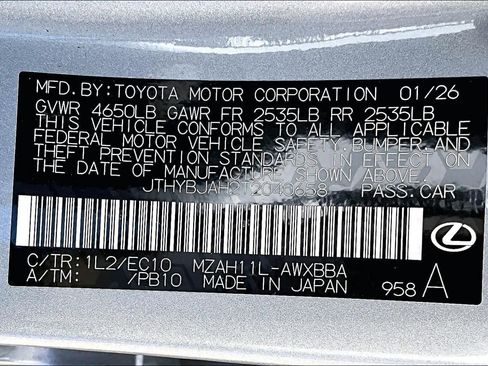 MFD. BY: TOYOTA MOTOR CORPORATION 01/26
GVWR 4650LB GAWR FR 2535LB RR 2535LB
THIS VEHICLE CONFORMS TO ALL APPLICABLE
FEDERAL MOTOR VEHICLE SAFETY, BUMPER, AND
THEFT PREVENTION STANDARDS IN EFFECT ON
THE DATE OF MANUFACTURE SHOWN ABOVE.
PASS.CAR
C/TR: 1L2/EC10 MZAH11L-AWXBBA
A/TM: /PB10 MADE IN JAPAN 958 A